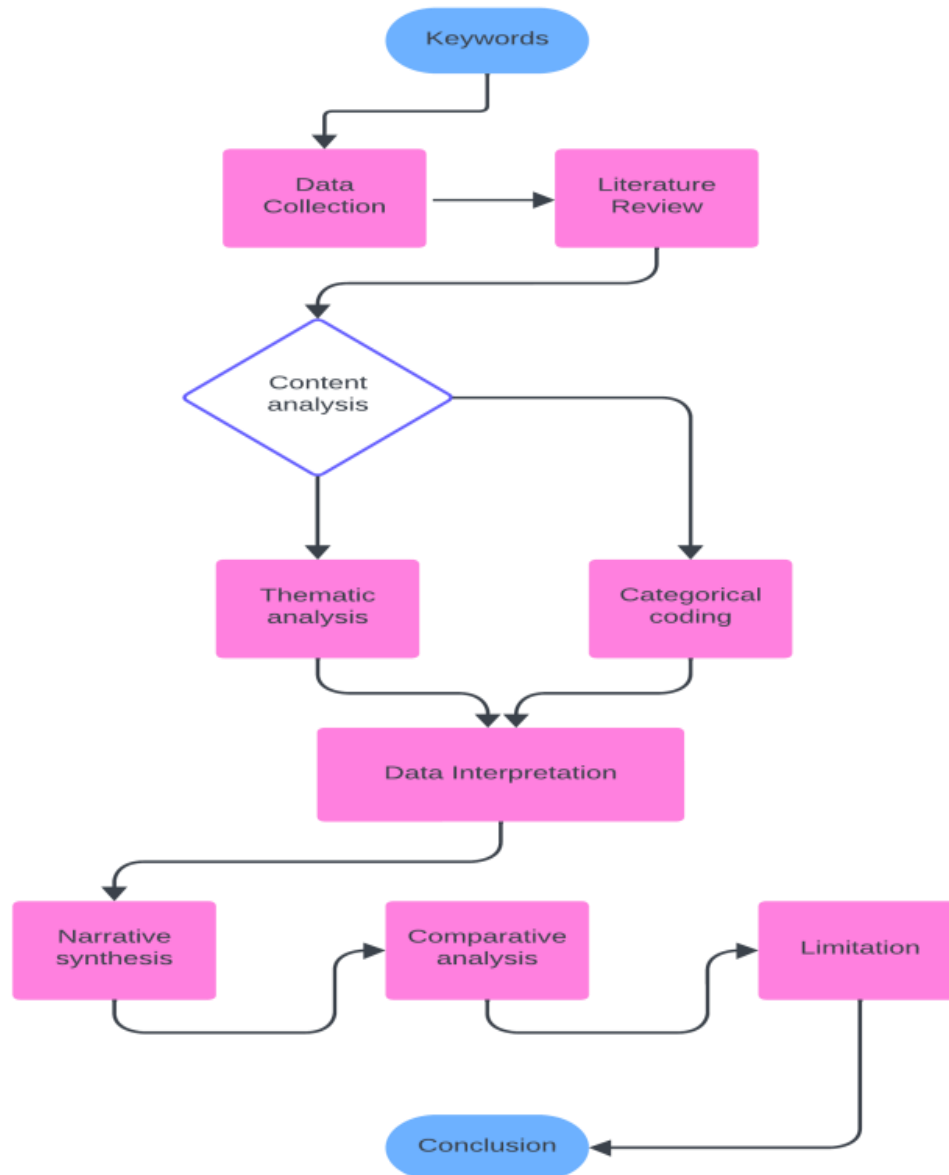 Keywords
Data
Collection
Literature
Review
Content
analysis
Thematic
analysis
Categorical
coding
Data Interpretation
Narrative
synthesis
Comparative
analysis
Limitation
Conclusion